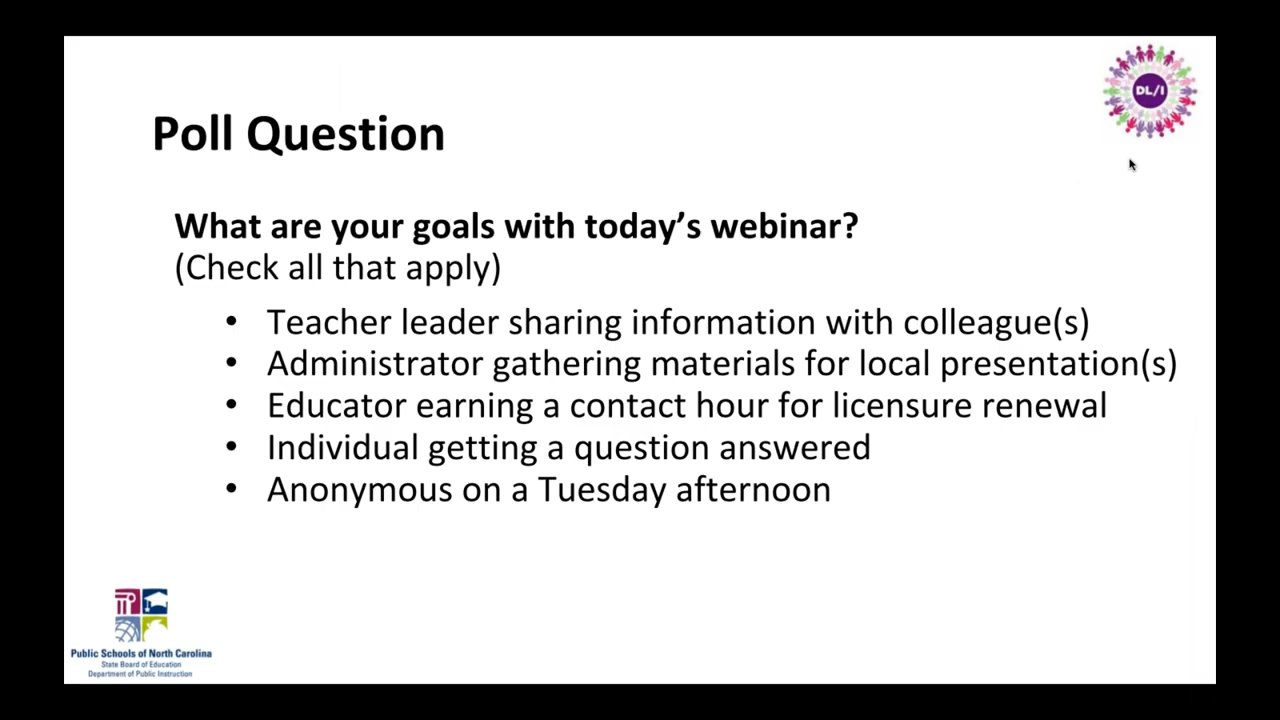 DL/I
Poll Question
What are your goals with today’s webinar?
(Check all that apply)
• Teacher leader sharing information with colleague(s)
• Administrator gathering materials for local presentation(s)
• Educator earning a contact hour for licensure renewal
• Individual getting a question answered
• Anonymous on a Tuesday afternoon
Public Schools of North Carolina
State Board of Education
Department of Public Instruction